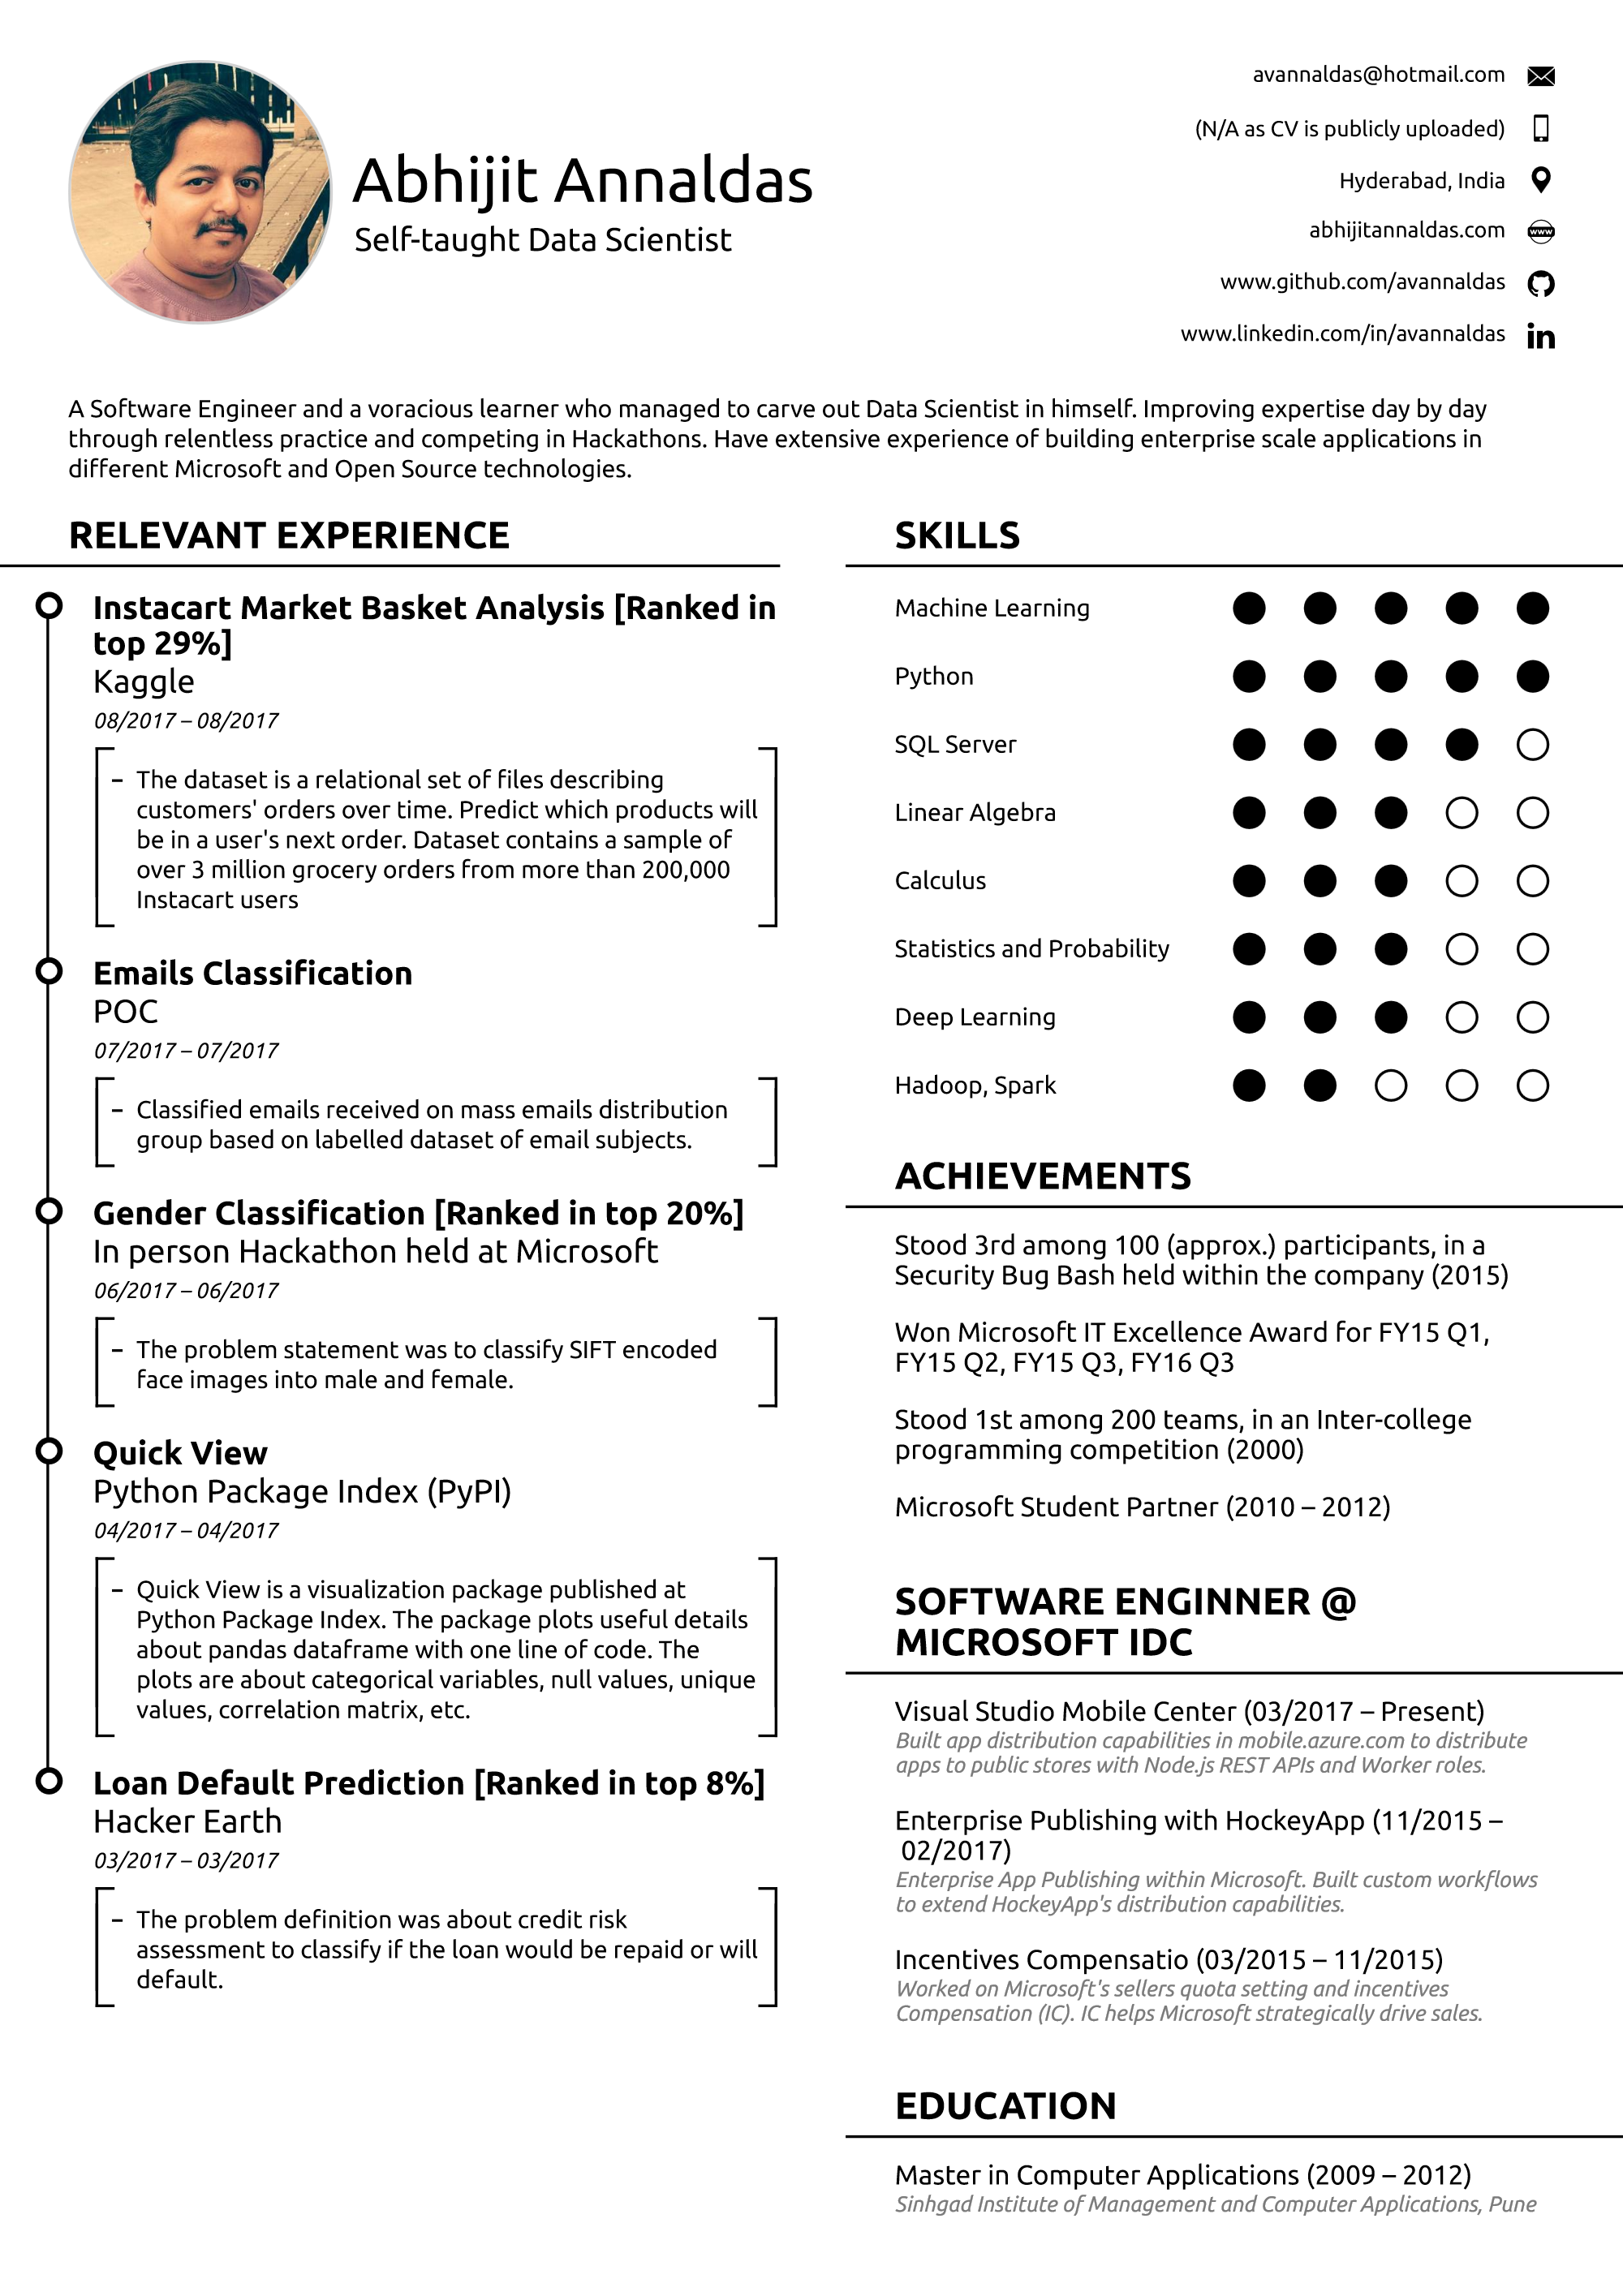 Abhijit Annaldas
Self-taught Data Scientist
avannaldas@hotmail.com
(N/A as CV is publicly uploaded)
Hyderabad, India
abhijitannaldas.com
www
www.github.com/avannaldas
www.linkedin.com/in/avannaldas
in
A Software Engineer and a voracious learner who managed to carve out Data Scientist in himself. Improving expertise day by day
through relentless practice and competing in Hackathons. Have extensive experience of building enterprise scale applications in
different Microsoft and Open Source technologies.
RELEVANT EXPERIENCE
Instacart Market Basket Analysis [Ranked in
top 29%]
Kaggle
08/2017 – 08/2017
– The dataset is a relational set of files describing
customers' orders over time. Predict which products will
be in a user's next order. Dataset contains a sample of
over 3 million grocery orders from more than 200,000
Instacart users
Emails Classification
POC
07/2017 – 07/2017
– Classified emails received on mass emails distribution
group based on labelled dataset of email subjects.
Gender Classification [Ranked in top 20%]
In person Hackathon held at Microsoft
06/2017 – 06/2017
– The problem statement was to classify SIFT encoded
face images into male and female.
Quick View
Python Package Index (PyPI)
04/2017 – 04/2017
– Quick View is a visualization package published at
Python Package Index. The package plots useful details
about pandas dataframe with one line of code. The
plots are about categorical variables, null values, unique
values, correlation matrix, etc.
Loan Default Prediction [Ranked in top 8%]
Hacker Earth
03/2017 – 03/2017
– The problem definition was about credit risk
assessment to classify if the loan would be repaid or will
default.
SKILLS
Machine Learning
Python
SQL Server
Linear Algebra
Calculus
Statistics and Probability
Deep Learning
Hadoop, Spark
ACHIEVEMENTS
Stood 3rd among 100 (approx.) participants, in a
Security Bug Bash held within the company (2015)
Won Microsoft IT Excellence Award for FY15 Q1,
FY15 Q2, FY15 Q3, FY16 Q3
Stood 1st among 200 teams, in an Inter-college
programming competition (2000)
Microsoft Student Partner (2010 – 2012)
SOFTWARE ENGINNER @
MICROSOFT IDC
Visual Studio Mobile Center (03/2017 – Present)
Built app distribution capabilities in mobile.azure.com to distribute
apps to public stores with Node.js REST APIs and Worker roles.
Enterprise Publishing with HockeyApp (11/2015 –
02/2017)
Enterprise App Publishing within Microsoft. Built custom workflows
to extend HockeyApp's distribution capabilities.
Incentives Compensatio (03/2015 – 11/2015)
Worked on Microsoft's sellers quota setting and incentives
Compensation (IC). IC helps Microsoft strategically drive sales.
EDUCATION
Master in Computer Applications (2009 – 2012)
Sinhgad Institute of Management and Computer Applications, Pune